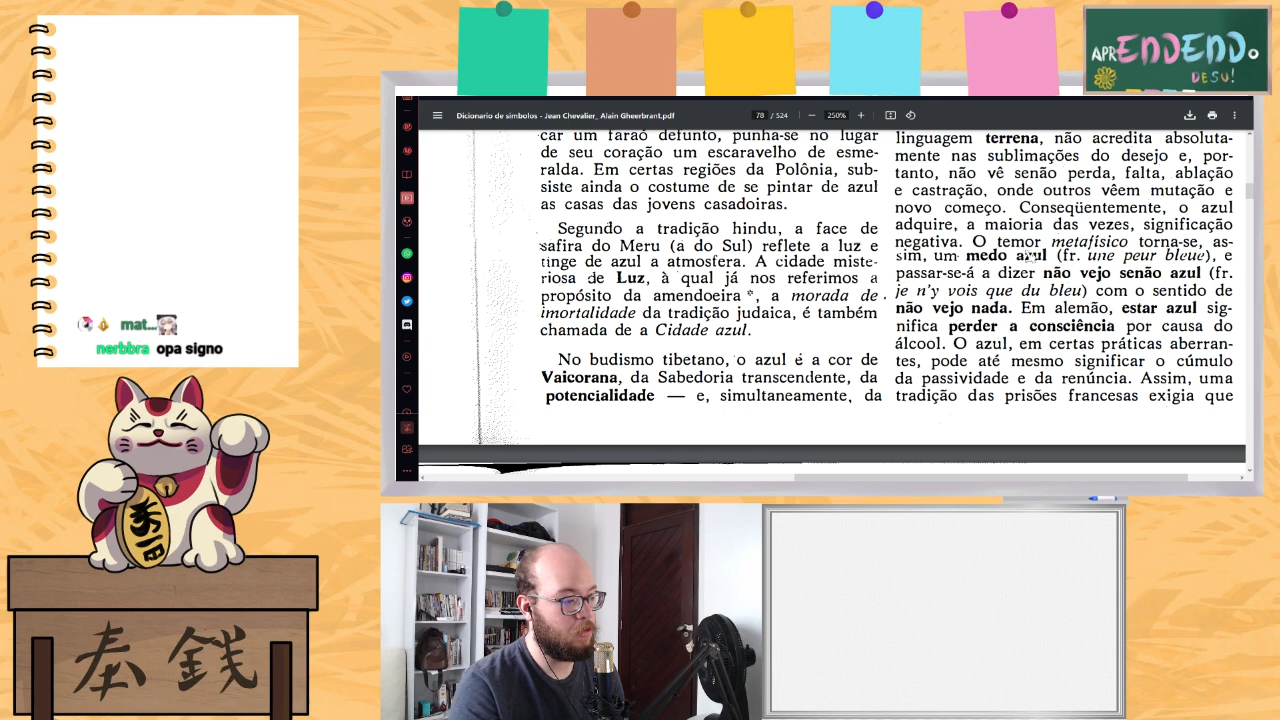 APRENDENDO
DESU!
Dicionario de simbolos - Jean Chevalier_ Alain Gheerbrant.pdf
78 / 524
250%
car um faraó defunto, punha-se no lugar
de seu coração um escaravelho de esme-
ralda. Em certas regiões da Polônia, sub-
siste ainda o costume de se pintar de azul
as casas das jovens casadoiras.
Segundo a tradição hindu, a face de
safira do Meru (a do Sul) reflete a luz e
tinge de azul a atmosfera. A cidade miste-
riosa de Luz, à qual já nos referimos a
propósito da amendoeira *, a morada de
imortalidade da tradição judaica, é também
chamada de a Cidade azul.
No budismo tibetano, o azul é a cor de
Vaicorana, da Sabedoria transcendente, da
potencialidade — e, simultaneamente, da
linguagem terrena, não acredita absoluta-
mente nas sublimações do desejo e, por-
tanto, não vê senão perda, falta, ablação
e castração, onde outros vêem mutação e
novo começo. Conseqüentemente, o azul
adquire, a maioria das vezes, significação
negativa. O temor metafísico torna-se, as-
sim, um medo azul (fr. une peur bleue), e
passar-se-á a dizer não vejo senão azul (fr.
je n'y vois que du bleu) com o sentido de
não vejo nada. Em alemão, estar azul sig-
nifica perder a consciência por causa do
álcool. O azul, em certas práticas aberran-
tes, pode até mesmo significar o cúmulo
da passividade e da renúncia. Assim, uma
tradição das prisões francesas exigia que
mat...
nerbbra opa signo
奉銭